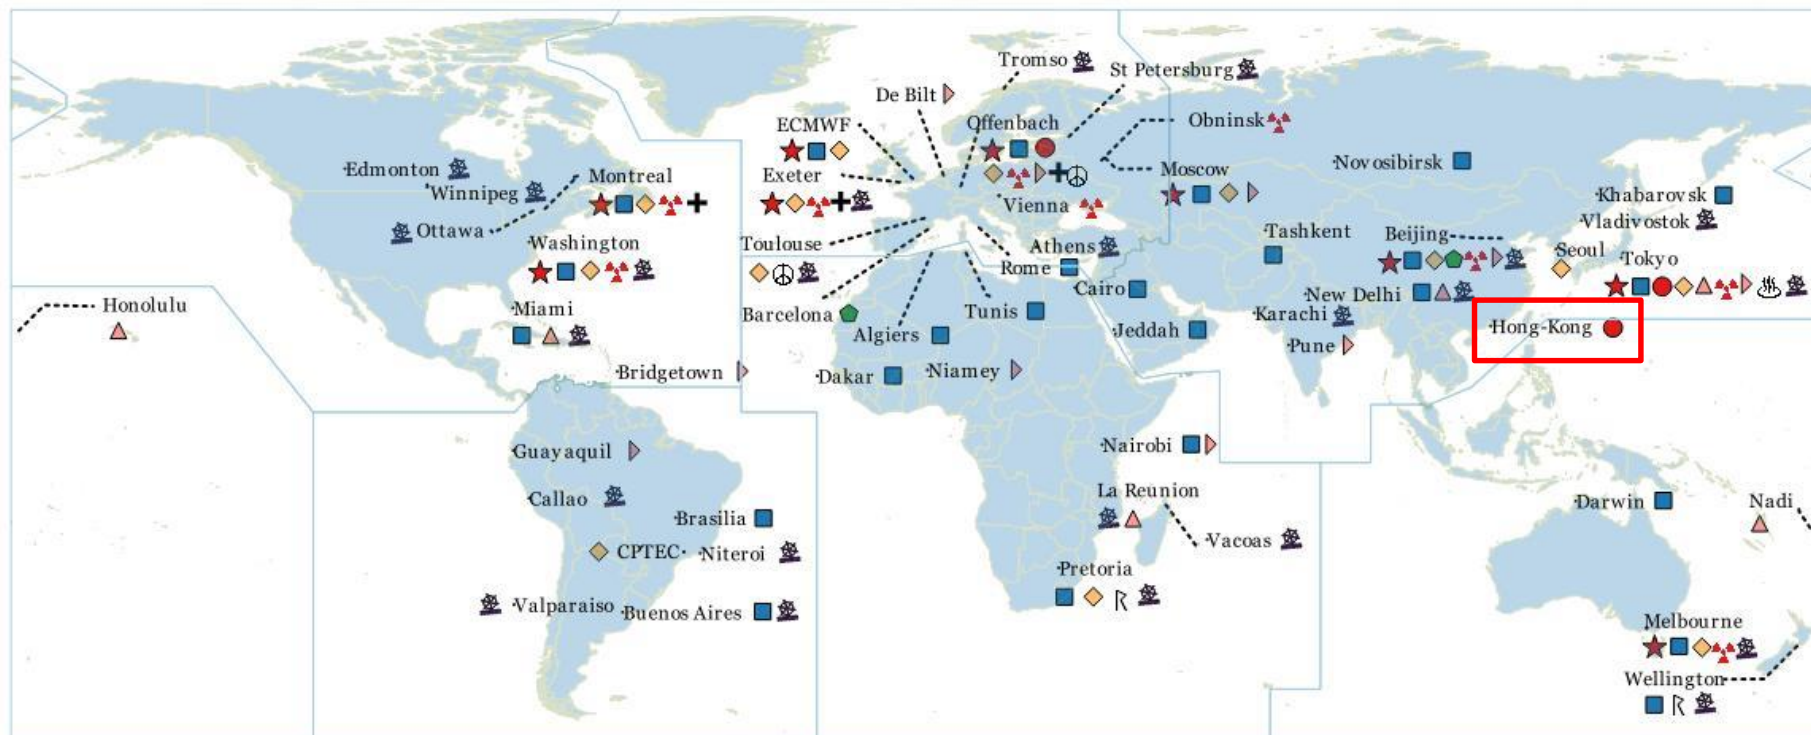 Tromso
St Petersburg
De Bilt
ECMWF
Offenbach
Obninsk
Edmonton
Winnipeg
Montreal
Exeter
Moscow
Novosibirsk
Khabarovsk
Vladivostok
Ottawa
Vienna
Washington
Toulouse
Athens
Rome
Tashkent
Beijing
Seoul
Tokyo
Honolulu
Miami
Barcelona
Algiers
Tunis
Cairo
Jeddah
New Delhi
Karachi
Pune
Hong-Kong
Bridgetown
Dakar
Niamey
Guayaquil
Callao
Brasilia
CPTEC
Niteroi
Valparaiso
Buenos Aires
Nairobi
La Reunion
Vacoas
Pretoria
Darwin
Nadi
Melbourne
Wellington